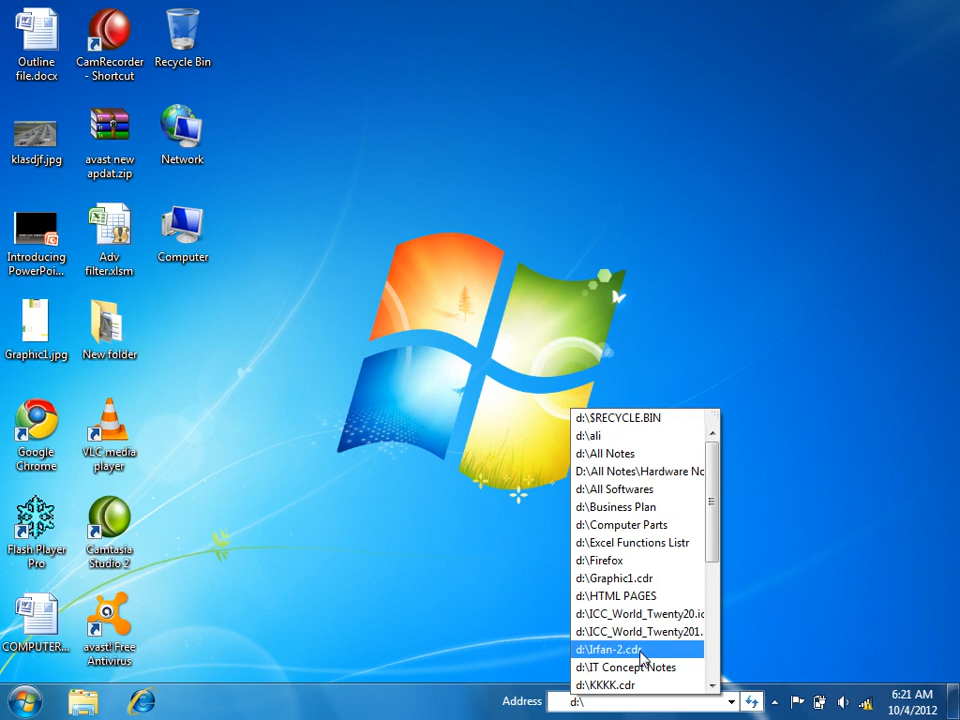 Outline
file.docx
CamRecorder
- Shortcut
Recycle Bin
klasdjf.jpg
avast new
apdat.zip
Network
Introducing
PowerPoi...
Adv
filter.xlsm
Computer
Graphic1.jpg
New folder
Google
Chrome
VLC media
player
Flash Player
Pro
Camtasia
Studio 2
COMPUTER...
avast! Free
Antivirus
d:\$RECYCLE.BIN
d:\ali
d:\All Notes
D:\All Notes\Hardware No
d:\All Softwares
d:\Business Plan
d:\Computer Parts
d:\Excel Functions Listr
d:\Firefox
d:\Graphic1.cdr
d:\HTML PAGES
d:\ICC_World_Twenty20.ic
d:\ICC_World_Twenty201.
d:\Irfan-2.cdr
d:\IT Concept Notes
d:\KKKK.cdr
Address
d:\
6:21 AM
10/4/2012